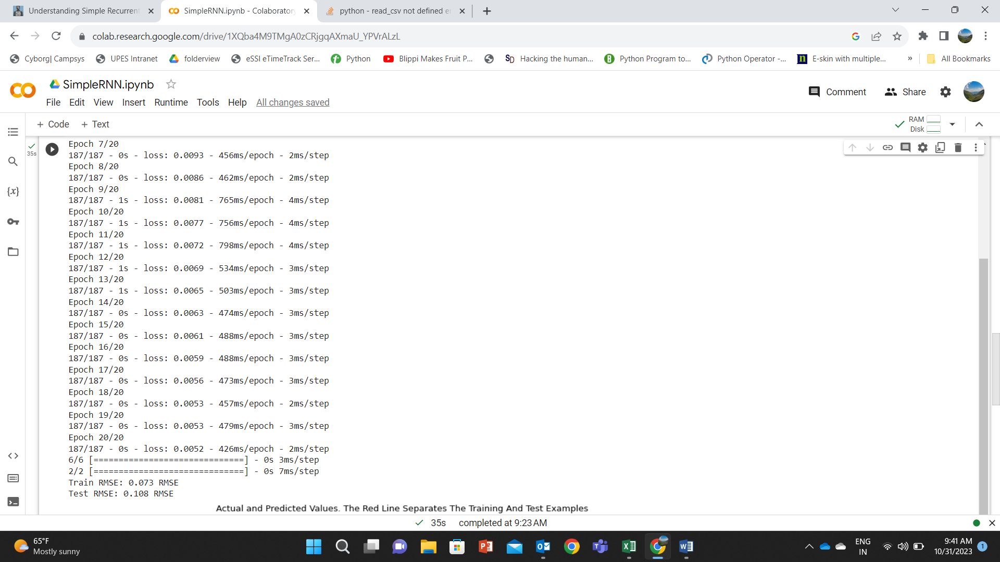 Understanding Simple Recurrent
SimpleRNN.ipynb - Colaboratory
python - read_csv not defined e
colab.research.google.com/drive/1XQba4M9TMgA0zCRjgqAXmaU_YPVrALzL
Cyborg| Campsys
UPES Intranet
folderview
eSSl eTimeTrack Ser...
Python
Blippi Makes Fruit P...
SD Hacking the human...
B Python Program to...
Python Operator -...
n E-skin with multiple...
»
All Bookmarks
SimpleRNN.ipynb
Comment
Share
File Edit View Insert Runtime Tools Help All changes saved
+ Code + Text
RAM
Disk
35s
Epoch 7/20
187/187 - 0s - loss: 0.0093 - 456ms/epoch - 2ms/step
Epoch 8/20
187/187 - 0s - loss: 0.0086 - 462ms/epoch - 2ms/step
Epoch 9/20
187/187 - 1s - loss: 0.0081 - 765ms/epoch - 4ms/step
Epoch 10/20
187/187 - 1s - loss: 0.0077 - 756ms/epoch - 4ms/step
Epoch 11/20
187/187 - 1s - loss: 0.0072 - 798ms/epoch - 4ms/step
Epoch 12/20
187/187 - 1s - loss: 0.0069 - 534ms/epoch - 3ms/step
Epoch 13/20
187/187 - 1s - loss: 0.0065 - 503ms/epoch - 3ms/step
Epoch 14/20
187/187 - 0s - loss: 0.0063 - 474ms/epoch - 3ms/step
Epoch 15/20
187/187 - 0s - loss: 0.0061 - 488ms/epoch - 3ms/step
Epoch 16/20
187/187 - 0s - loss: 0.0059 - 488ms/epoch - 3ms/step
Epoch 17/20
187/187 - 0s - loss: 0.0056 - 473ms/epoch - 3ms/step
Epoch 18/20
187/187 - 0s - loss: 0.0053 - 457ms/epoch - 2ms/step
Epoch 19/20
187/187 - 0s - loss: 0.0053 - 479ms/epoch - 3ms/step
Epoch 20/20
187/187 - 0s - loss: 0.0052 - 426ms/epoch - 2ms/step
6/6 [==============================] - 0s 3ms/step
2/2 [==============================] - 0s 7ms/step
Train RMSE: 0.073 RMSE
Test RMSE: 0.108 RMSE
Actual and Predicted Values. The Red Line Separates The Training And Test Examples
35s completed at 9:23 AM
65°F
Mostly sunny
ENG
IN
9:41 AM
10/31/2023
1